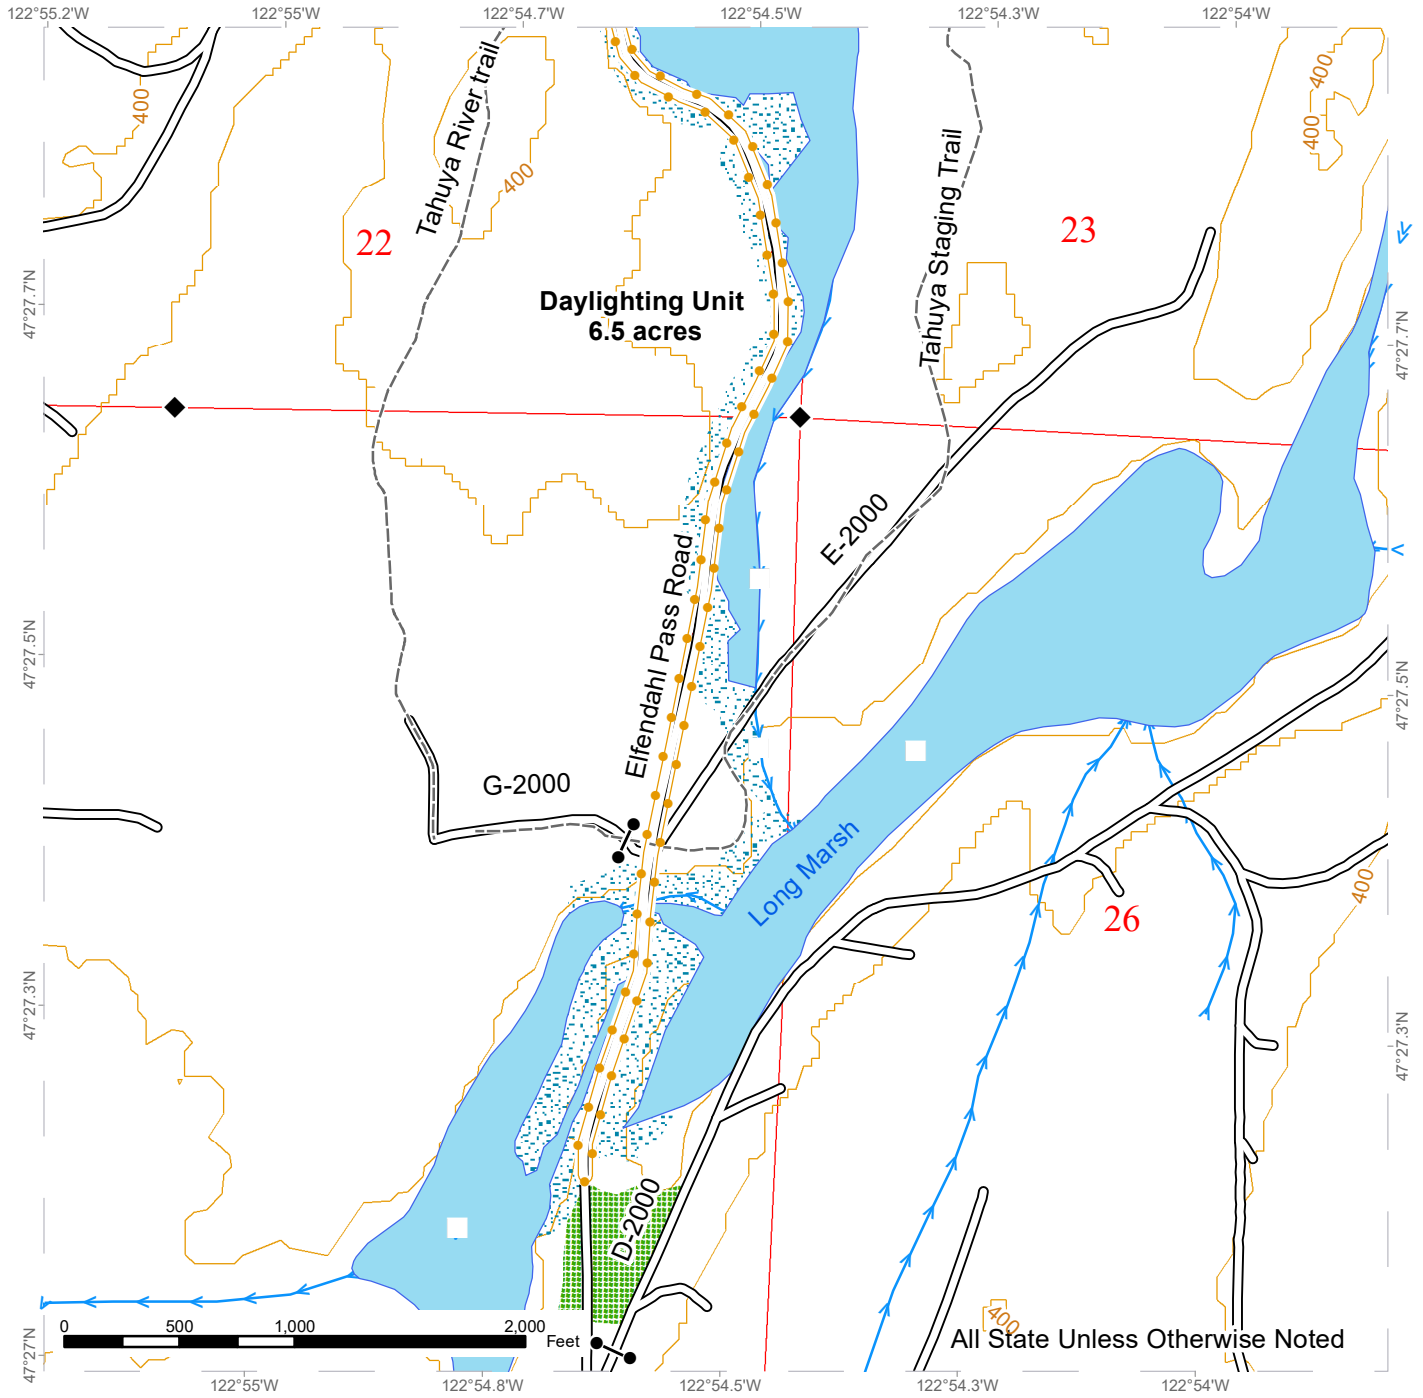 122°55.2'W
122°55'W
122°54.7'W
122°54.5'W
122°54.3'W
122°54'W
400
Tahuya River trail
400
400
400
Tahuya Staging Trail
22
23
47°27.7'N
Daylighting Unit
6.5 acres
47°27.7'N
E-2000
Elfendahl Pass Road
47°27.5'N
47°27.5'N
G-2000
Long Marsh
400
26
47°27.3'N
47°27.3'N
D-2000
400
0 500 1,000 2,000
Feet
All State Unless Otherwise Noted
47°27'N
122°55'W
122°54.8'W
122°54.5'W
122°54.3'W
122°54'W